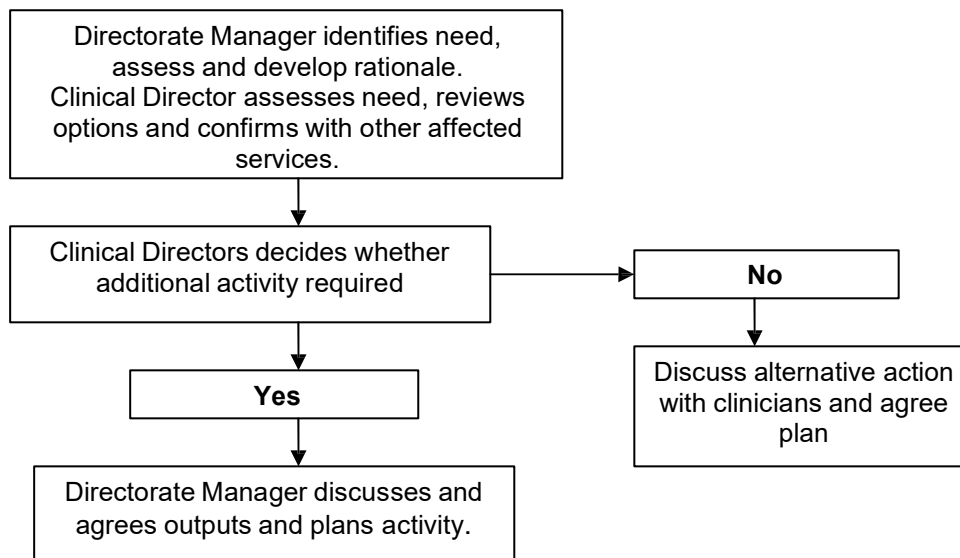 Directorate Manager identifies need,
assess and develop rationale.
Clinical Director assesses need, reviews
options and confirms with other affected
services.
Clinical Directors decides whether
additional activity required
No
Yes
Discuss alternative action
with clinicians and agree
plan
Directorate Manager discusses and
agrees outputs and plans activity.